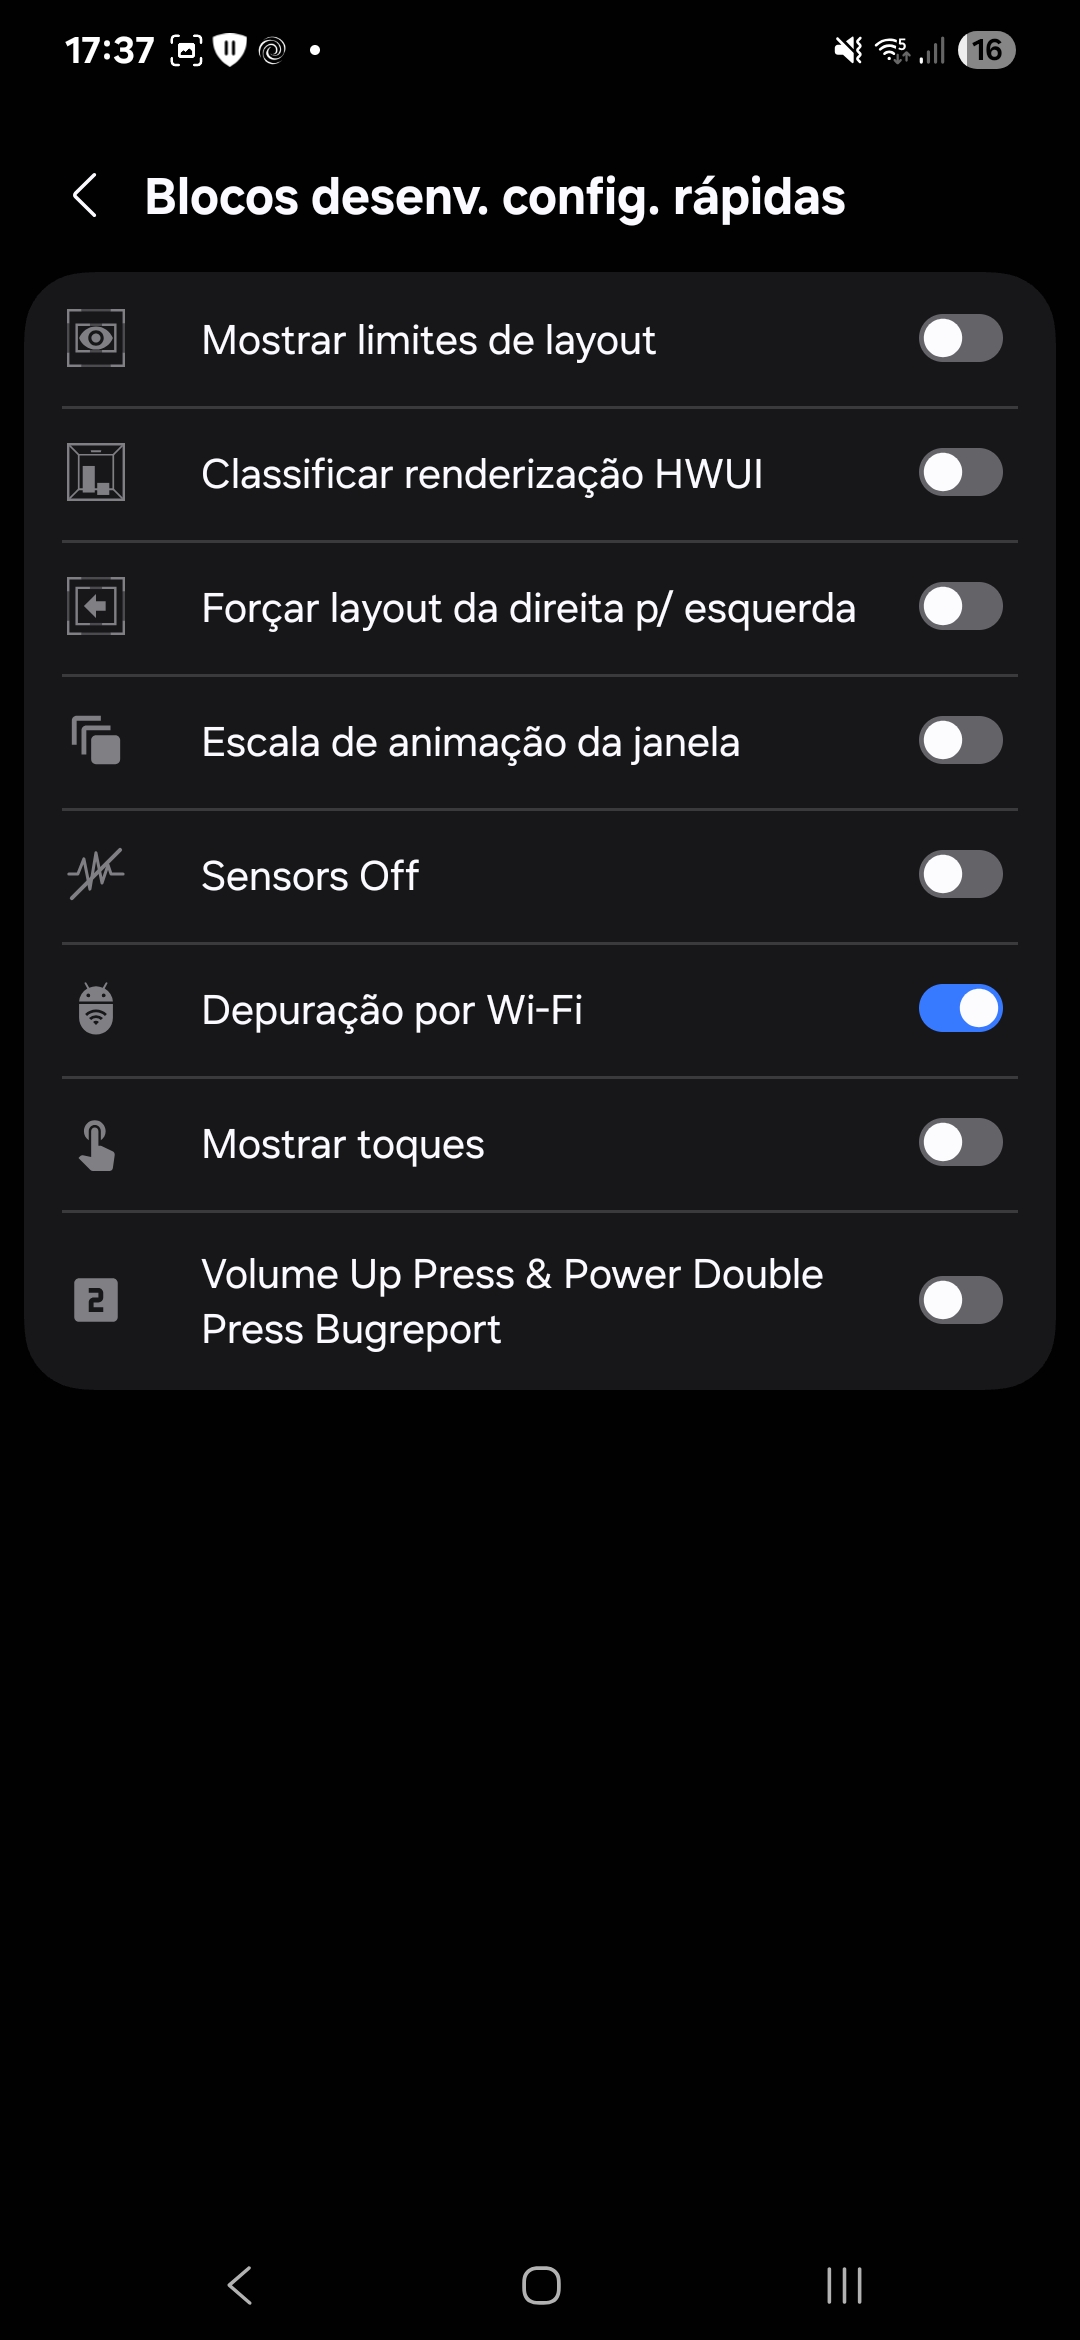 17:37
5
16
Blocos desenv. config. rápidas
Mostrar limites de layout
Classificar renderização HWUI
Forçar layout da direita p/ esquerda
Escala de animação da janela
Sensors Off
Depuração por Wi-Fi
Mostrar toques
2
Volume Up Press & Power Double
Press Bugreport